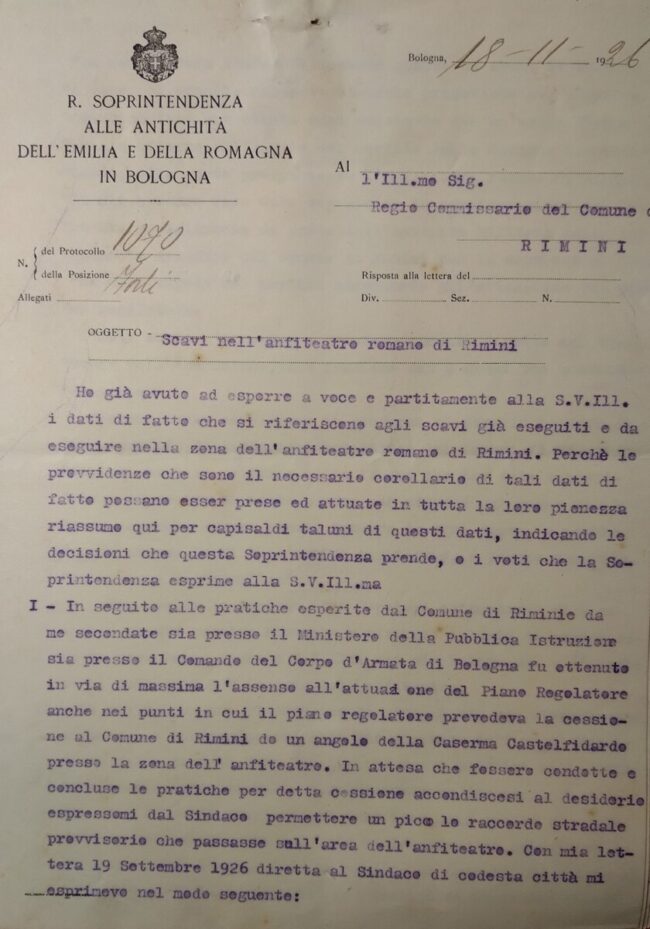 Bologna, 18-11-1926
R. SOPRINTENDENZA
ALLE ANTICHITÀ
DELL'EMILIA E DELLA ROMAGNA
IN BOLOGNA
Al
l'Ill.mo Sig.
Regio Commissario del Comune d
RIMINI
N. { del Protocollo 1090
della Posizione Forlì
Allegati
Risposta alla lettera del
Div. Sez. N.
OGGETTO - Scavi nell'anfiteatro romano di Rimini
Ho già avuto ad esporre a voce e partitamente alla S.V.Ill.
i dati di fatto che si riferiscono agli scavi già eseguiti e da
eseguire nella zona dell'anfiteatro romano di Rimini. Perchè le
provvidenze che sono il necessario corollario di tali dati di
fatto possano esser prese ed attuate in tutta la loro pienezza
riassumo qui per capisaldi taluni di questi dati, indicando le
decisioni che questa Soprintendenza prende, e i voti che la So-
printendenza esprime alla S.V.Ill.ma
I - In seguito alle pratiche esperite dal Comune di Riminie da
me secondate sia presso il Ministero della Pubblica Istruzione
sia presso il Comando del Corpo d'Armata di Bologna fu ottenuto
in via di massima l'assenso all'attuazi one del Piano Regolatore
anche nei punti in cui il piano regolatore prevedeva la cessio-
ne al Comune di Rimini de un angolo della Caserma Castelfidardo
presso la zona dell' anfiteatro. In attesa che fossero condotte e
concluse le pratiche per detta cessione accondiscesi al desiderio
espressomi dal Sindaco permettere un picco lo raccordo stradale
provvisorio che passasse sull'area dell'anfiteatro. Con mia let-
tera 19 Settembre 1926 diretta al Sindaco di codesta città mi
esprimevo nel modo seguente: